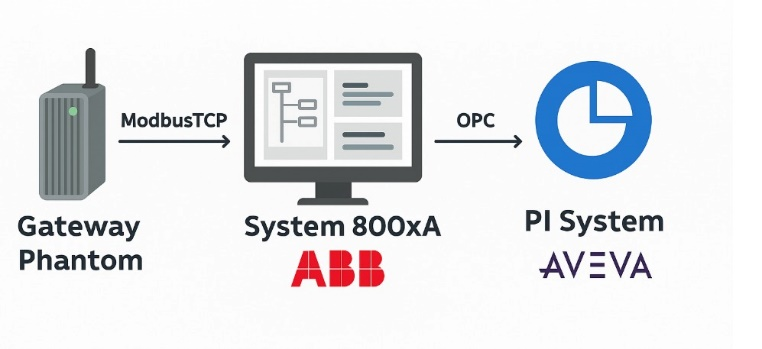 ModbusTCP
OPC
Gateway
Phantom
System 800xA
ABB
PI System
AVEVA